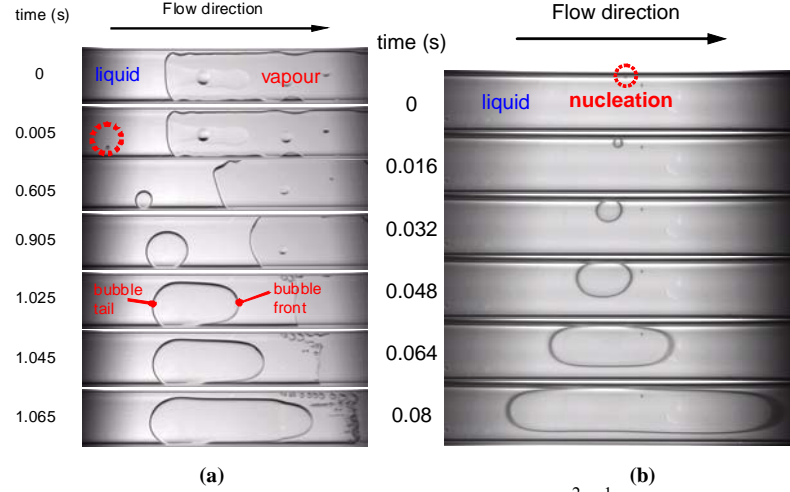 Flow direction
time (s)
0
liquid
vapour
0.005
0.605
0.905
1.025
bubble
tail
bubble
front
1.045
1.065
(a)
Flow direction
time (s)
0
liquid
nucleation
0.016
0.032
0.048
0.064
0.08
(b)